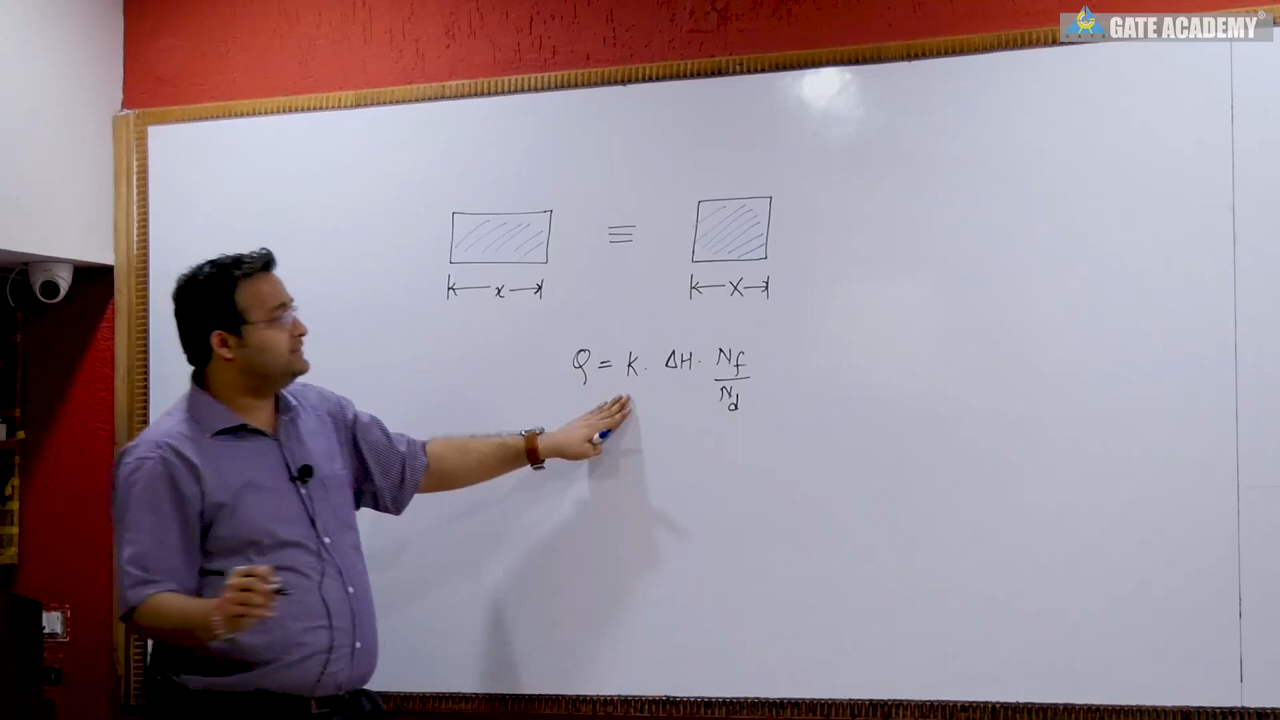 GATE ACADEMY®
≡
x
X
Q = K. ΔH. Nf/Nd